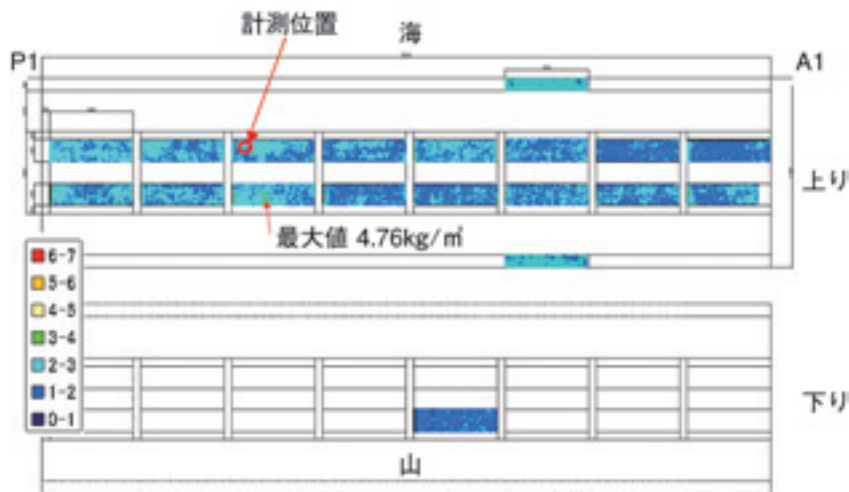 計測位置
海
P1
A1
上り
最大値 4.76kg/㎡
6-7
5-6
4-5
3-4
2-3
1-2
0-1
下り
山